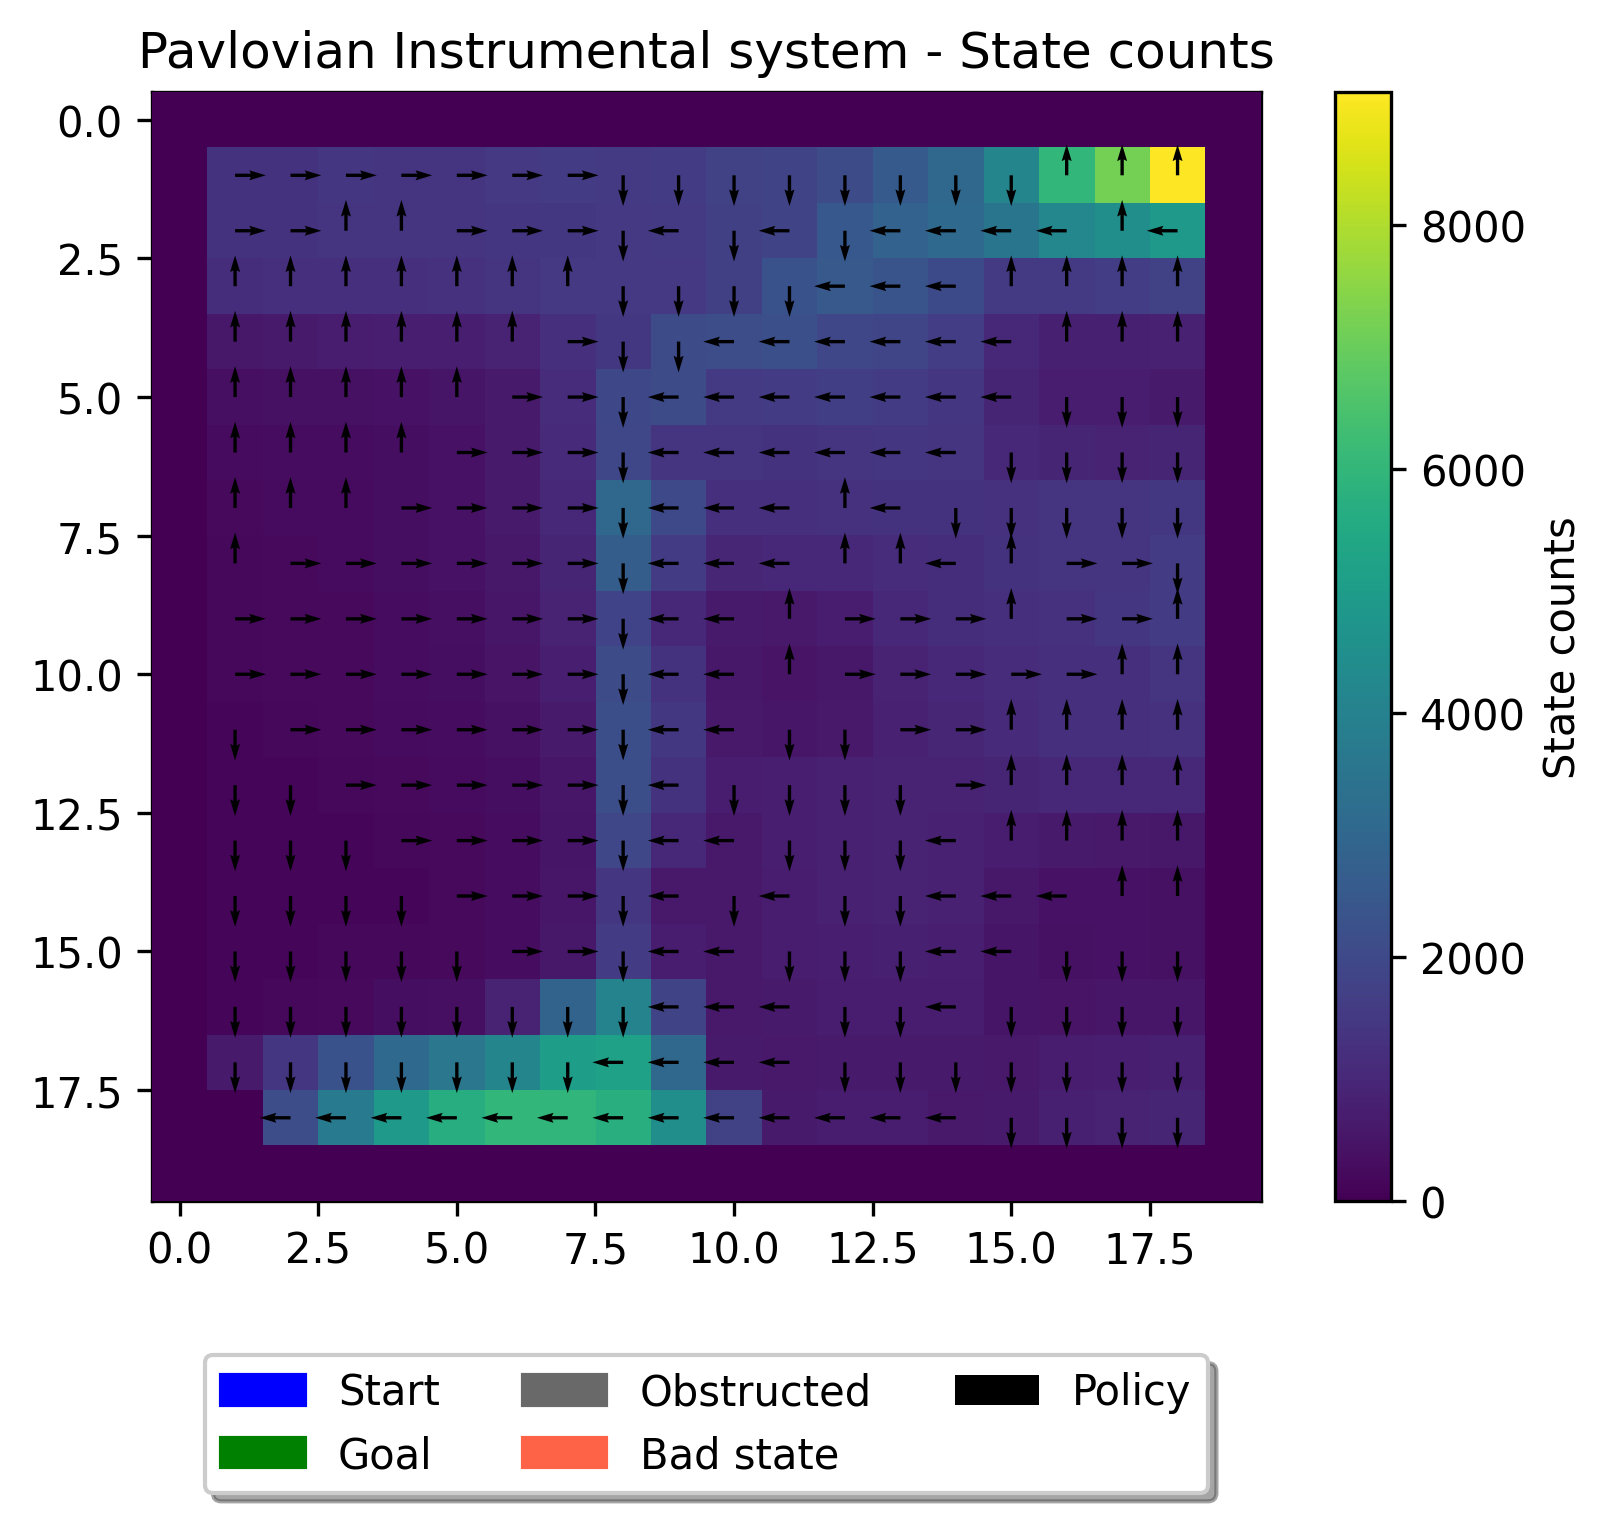 Pavlovian Instrumental system - State counts
0.0
2.5
5.0
7.5
10.0
12.5
15.0
17.5
0.0 2.5 5.0 7.5 10.0 12.5 15.0 17.5
8000
6000
4000
2000
0
State counts
Start Obstructed Policy
Goal Bad state